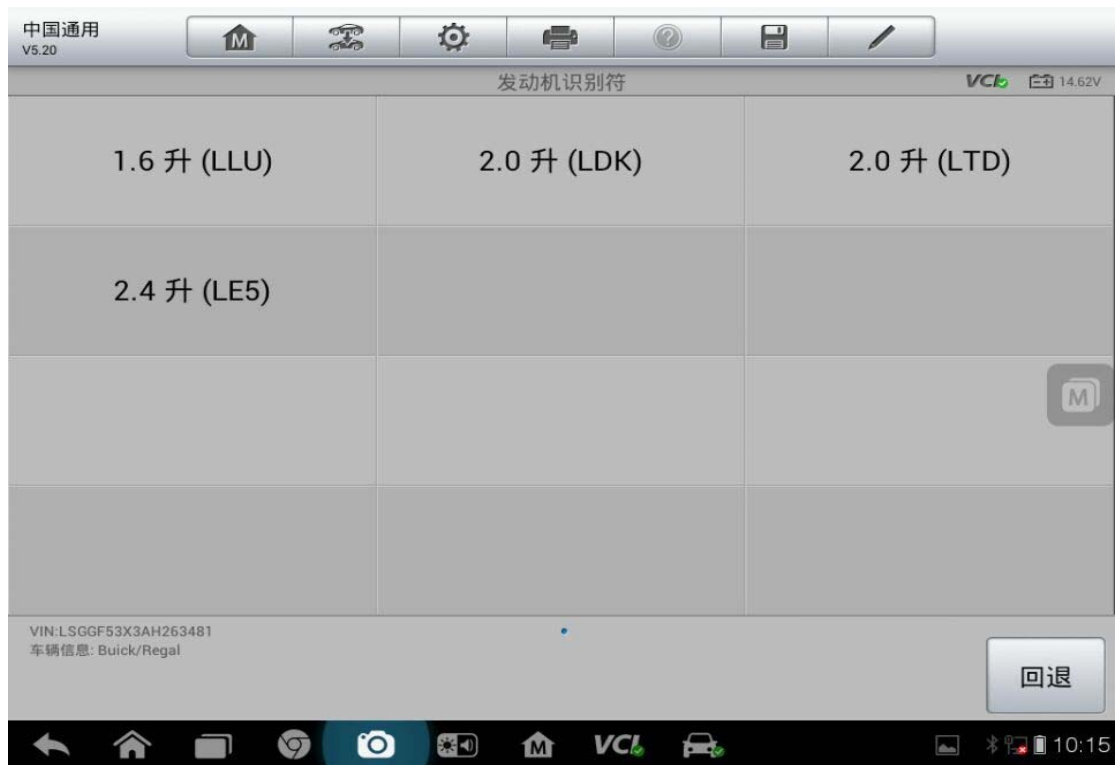 中国通用
V5.20
发动机识别符
VCI
14.62V
1.6 升 (LLU)
2.0 升 (LDK)
2.0 升 (LTD)
2.4 升 (LE5)
M
VIN:LSGGF53X3AH263481
车辆信息: Buick/Regal
回退
M
VCI
10:15